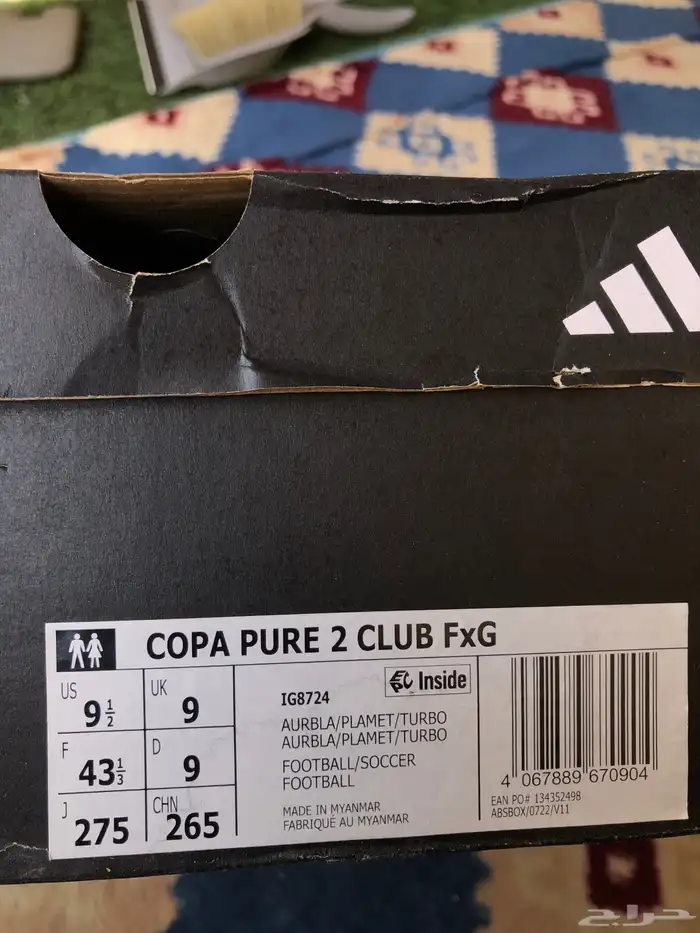 COPA PURE 2 CLUB FxG
US 9 1/2
UK 9
F 43 1/3
D 9
J 275
CHN 265
IG8724
Inside
AURBLA/PLAMET/TURBO
AURBLA/PLAMET/TURBO
FOOTBALL/SOCCER
FOOTBALL
MADE IN MYANMAR
FABRIQUÉ AU MYANMAR
4 067889 670904
EAN PO# 134352498
ABSBOX/0722/V11
حراج